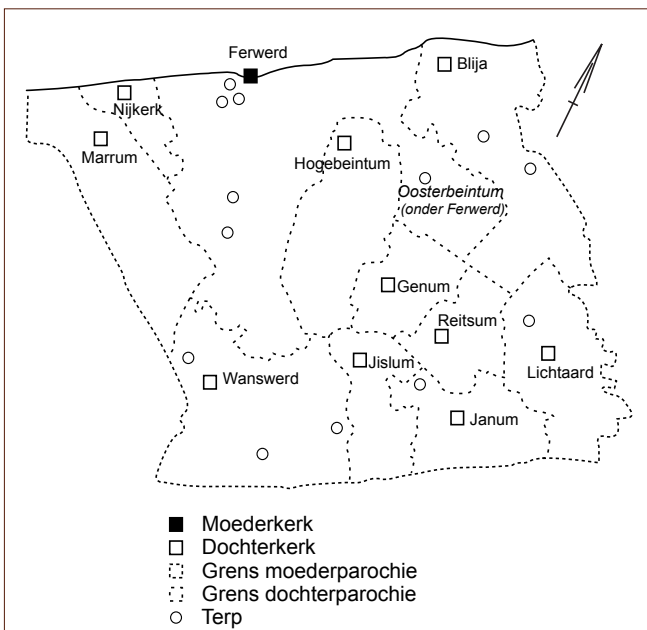 Ferwerd
Blija
Nijkerk
Marrum
Hogebeintum
Oosterbeintum
(onder Ferwerd)
Genum
Reitsum
Jislum
Lichtaard
Wanswerd
Janum
Moederkerk
Dochterkerk
Grens moederparochie
Grens dochterparochie
Terp